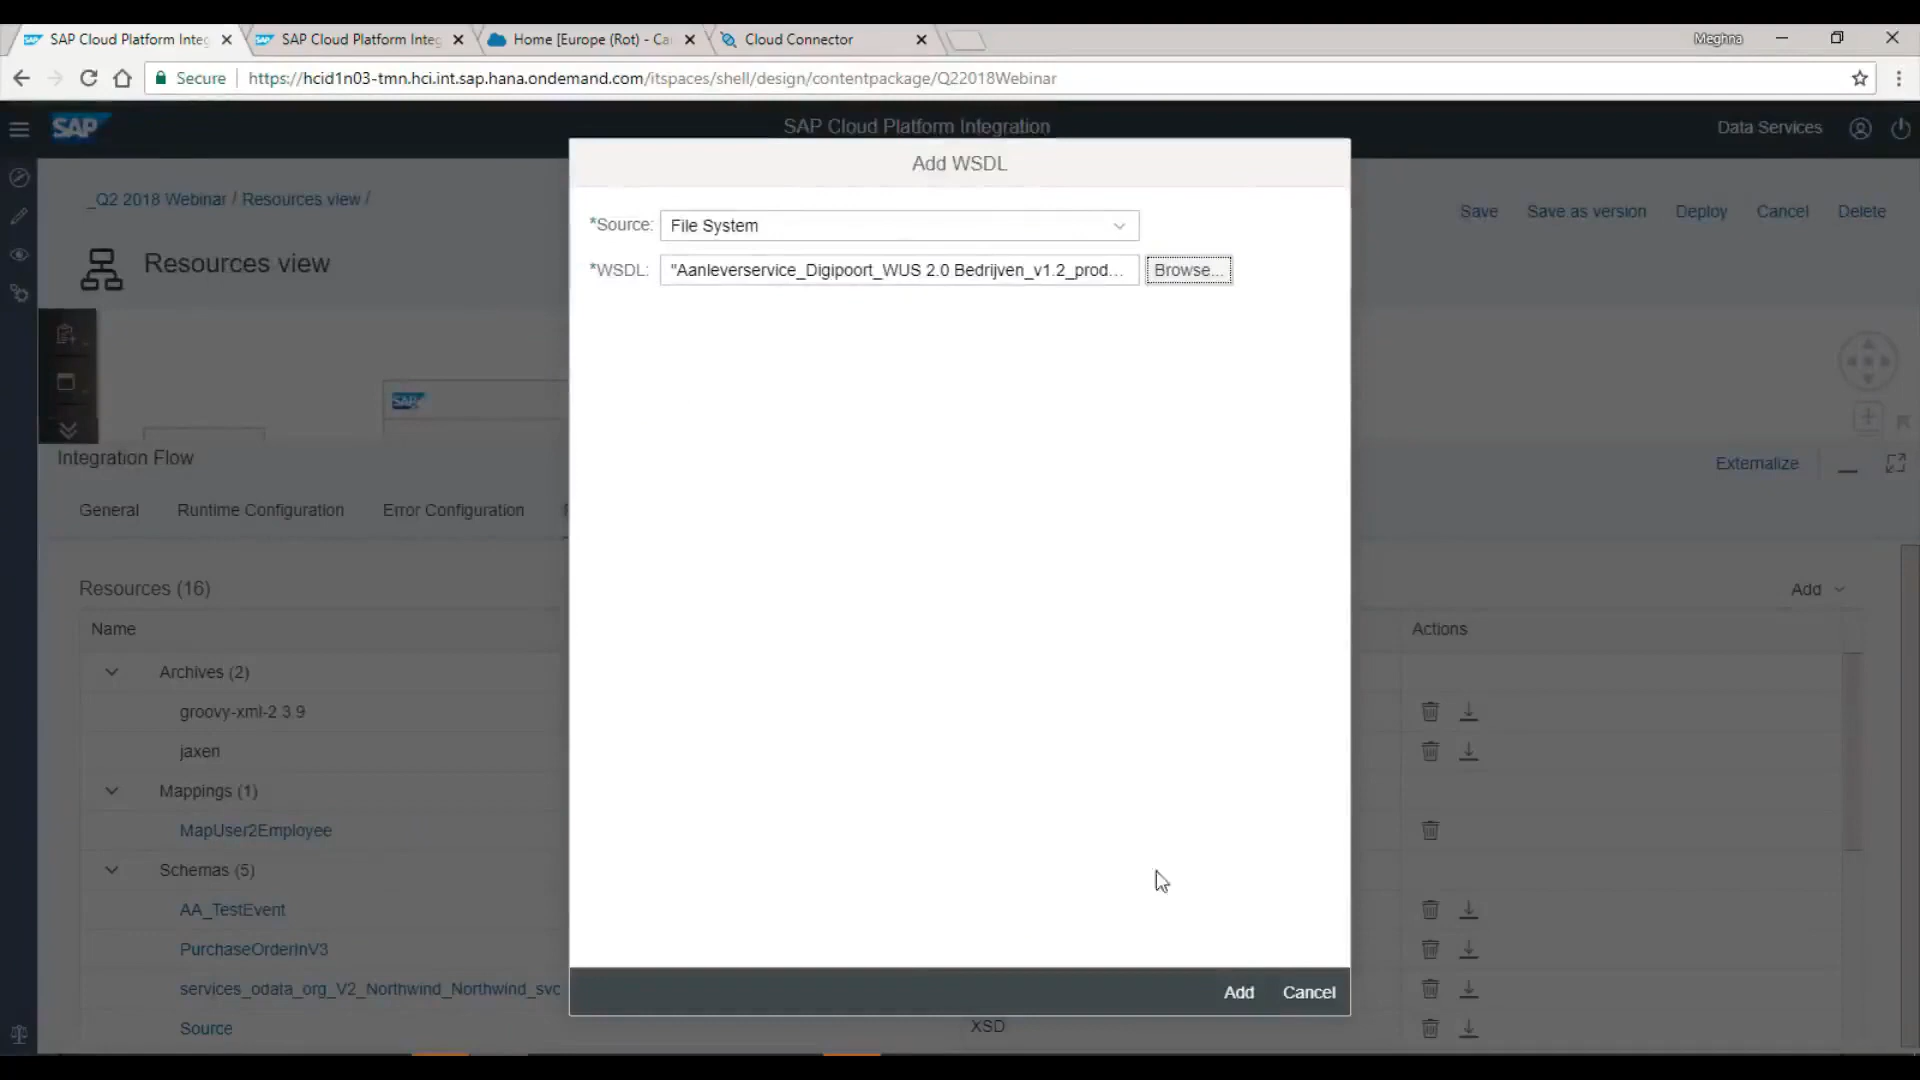 SAP Cloud Platform Integ
SAP Cloud Platform Integ
Home [Europe (Rot) - Ca
Cloud Connector
Meghna
Secure
https://hcid1n03-tmn.hci.int.sap.hana.ondemand.com/itspaces/shell/design/contentpackage/Q22018Webinar
SAP
SAP Cloud Platform Integration
Data Services
Add WSDL
_Q2 2018 Webinar / Resources view /
Save
Save as version
Deploy
Cancel
Delete
*Source:
File System
Resources view
*WSDL:
"Aanleverservice_Digipoort_WUS 2.0 Bedrijven_v1.2_prod...
Browse...
SAP
Integration Flow
Externalize
General
Runtime Configuration
Error Configuration
Resources (16)
Add
Name
Actions
Archives (2)
groovy-xml-2 3.9
jaxen
Mappings (1)
MapUser2Employee
Schemas (5)
AA_TestEvent
PurchaseOrderInV3
services_odata_org_V2_Northwind_Northwind_svc
Add
Cancel
Source
XSD